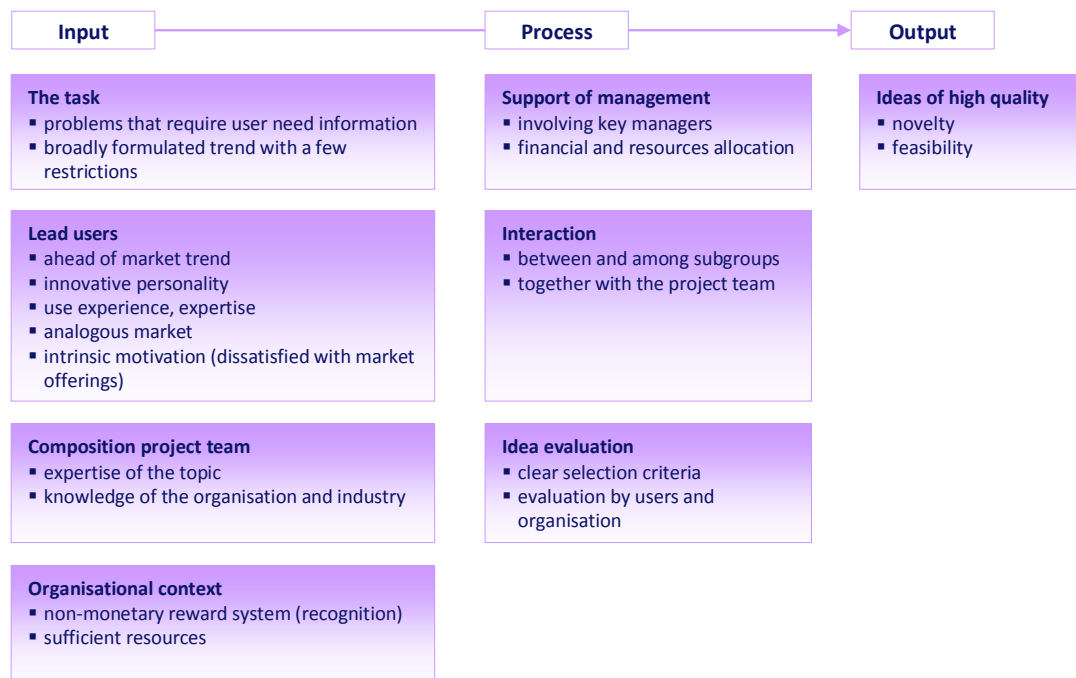 Input
Process
Output
The task
▪ problems that require user need information
▪ broadly formulated trend with a few
restrictions
Support of management
▪ involving key managers
▪ financial and resources allocation
Ideas of high quality
▪ novelty
▪ feasibility
Lead users
▪ ahead of market trend
▪ innovative personality
▪ use experience, expertise
▪ analogous market
▪ intrinsic motivation (dissatisfied with market
offerings)
Interaction
▪ between and among subgroups
▪ together with the project team
Composition project team
▪ expertise of the topic
▪ knowledge of the organisation and industry
Idea evaluation
▪ clear selection criteria
▪ evaluation by users and
organisation
Organisational context
▪ non-monetary reward system (recognition)
▪ sufficient resources